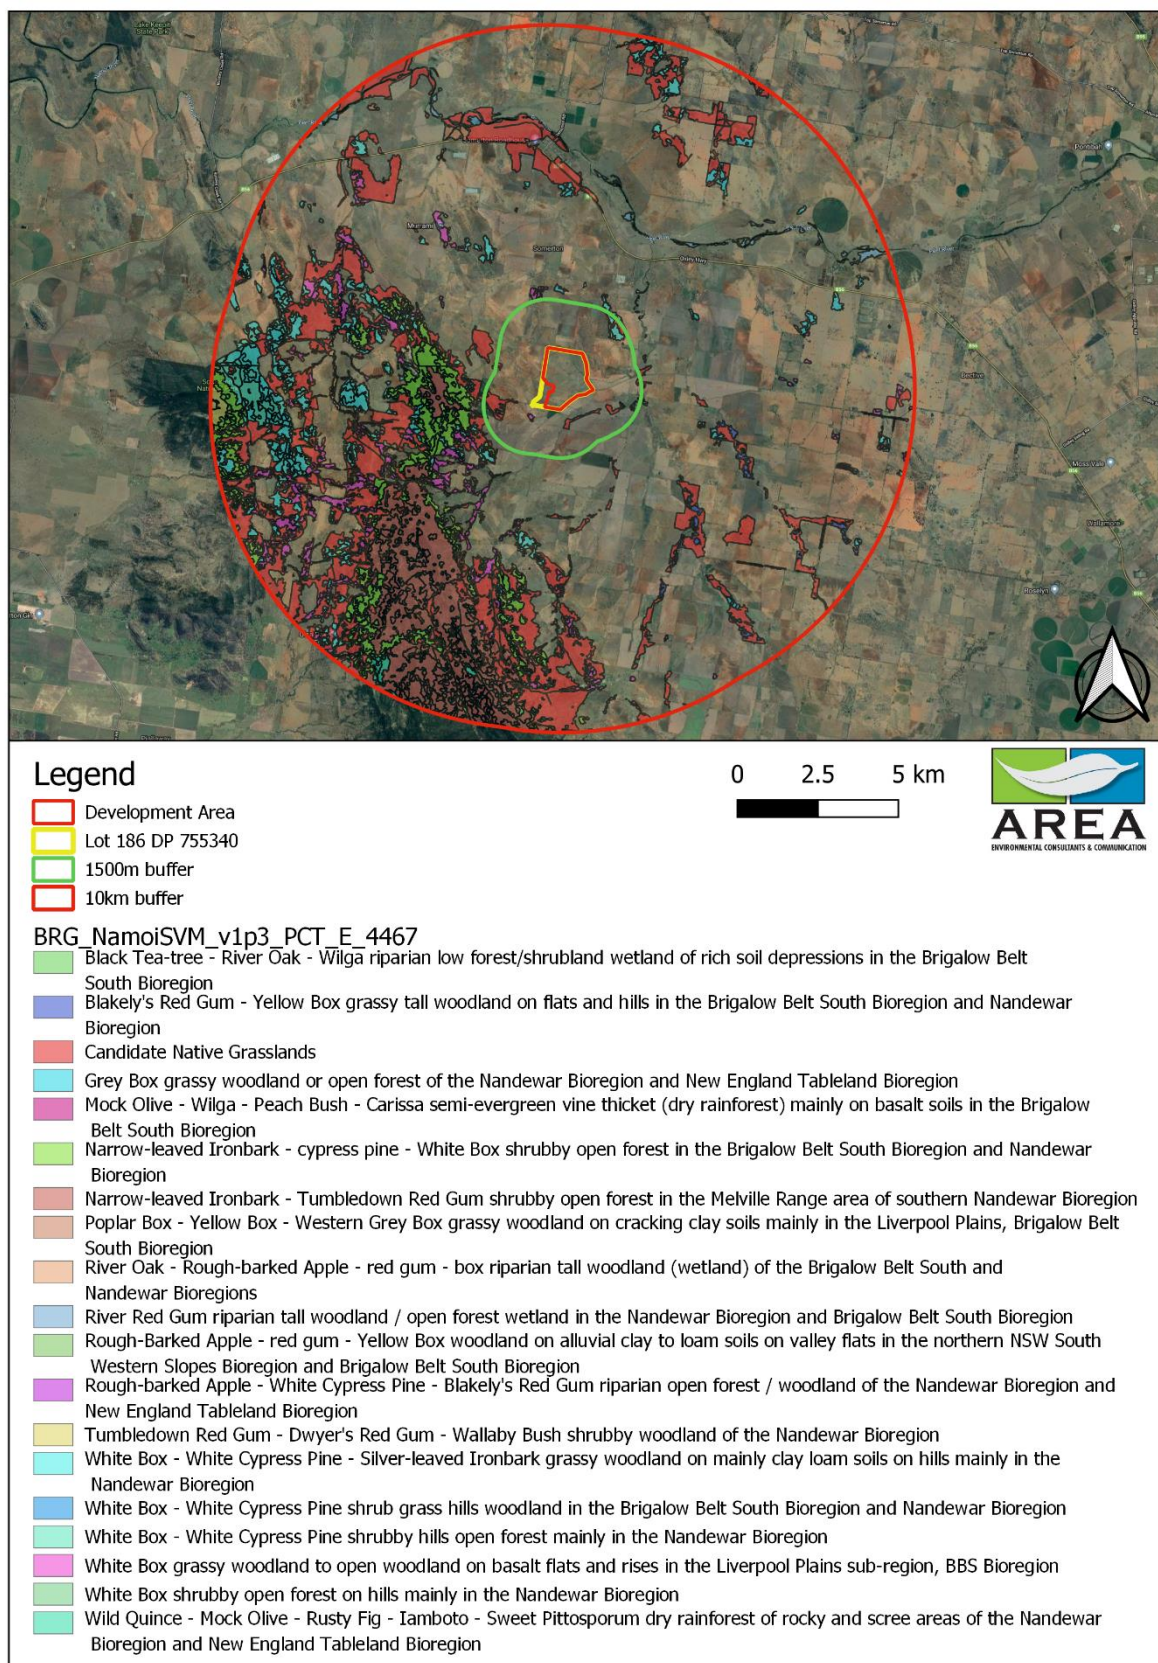 Lake Keepit
State Park
Somerton
Oxley Hwy
B56
Moss Vale
Roselyn
Legend
0 2.5 5 km
Development Area
Lot 186 DP 755340
1500m buffer
10km buffer
AREA
ENVIRONMENTAL CONSULTANTS & COMMUNICATION
BRG_NamoiSVM_v1p3_PCT_E_4467
Black Tea-tree - River Oak - Wilga riparian low forest/shrubland wetland of rich soil depressions in the Brigalow Belt
South Bioregion
Blakely's Red Gum - Yellow Box grassy tall woodland on flats and hills in the Brigalow Belt South Bioregion and Nandewar
Bioregion
Candidate Native Grasslands
Grey Box grassy woodland or open forest of the Nandewar Bioregion and New England Tableland Bioregion
Mock Olive - Wilga - Peach Bush - Carissa semi-evergreen vine thicket (dry rainforest) mainly on basalt soils in the Brigalow
Belt South Bioregion
Narrow-leaved Ironbark - cypress pine - White Box shrubby open forest in the Brigalow Belt South Bioregion and Nandewar
Bioregion
Narrow-leaved Ironbark - Tumbledown Red Gum shrubby open forest in the Melville Range area of southern Nandewar Bioregion
Poplar Box - Yellow Box - Western Grey Box grassy woodland on cracking clay soils mainly in the Liverpool Plains, Brigalow Belt
South Bioregion
River Oak - Rough-barked Apple - red gum - box riparian tall woodland (wetland) of the Brigalow Belt South and
Nandewar Bioregions
River Red Gum riparian tall woodland / open forest wetland in the Nandewar Bioregion and Brigalow Belt South Bioregion
Rough-Barked Apple - red gum - Yellow Box woodland on alluvial clay to loam soils on valley flats in the northern NSW South
Western Slopes Bioregion and Brigalow Belt South Bioregion
Rough-barked Apple - White Cypress Pine - Blakely's Red Gum riparian open forest / woodland of the Nandewar Bioregion and
New England Tableland Bioregion
Tumbledown Red Gum - Dwyer's Red Gum - Wallaby Bush shrubby woodland of the Nandewar Bioregion
White Box - White Cypress Pine - Silver-leaved Ironbark grassy woodland on mainly clay loam soils on hills mainly in the
Nandewar Bioregion
White Box - White Cypress Pine shrub grass hills woodland in the Brigalow Belt South Bioregion and Nandewar Bioregion
White Box - White Cypress Pine shrubby hills open forest mainly in the Nandewar Bioregion
White Box grassy woodland to open woodland on basalt flats and rises in the Liverpool Plains sub-region, BBS Bioregion
White Box shrubby open forest on hills mainly in the Nandewar Bioregion
Wild Quince - Mock Olive - Rusty Fig - Iamboto - Sweet Pittosporum dry rainforest of rocky and scree areas of the Nandewar
Bioregion and New England Tableland Bioregion